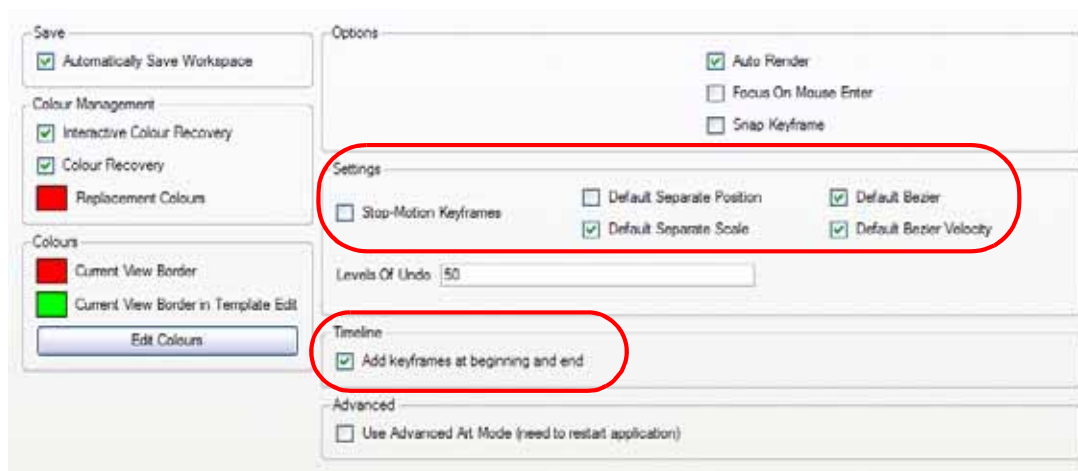 Save
Automatically Save Workspace
Colour Management
Interactive Colour Recovery
Colour Recovery
Replacement Colours
Colours
Current View Border
Current View Border in Template Edit
Edit Colours
Options
Auto Render
Focus On Mouse Enter
Snap Keyframe
Settings
Stop-Motion Keyframes
Default Separate Position
Default Separate Scale
Default Bezier
Default Bezier Velocity
Levels Of Undo 50
Timeline
Add keyframes at beginning and end
Advanced
Use Advanced Art Mode (need to restart application)